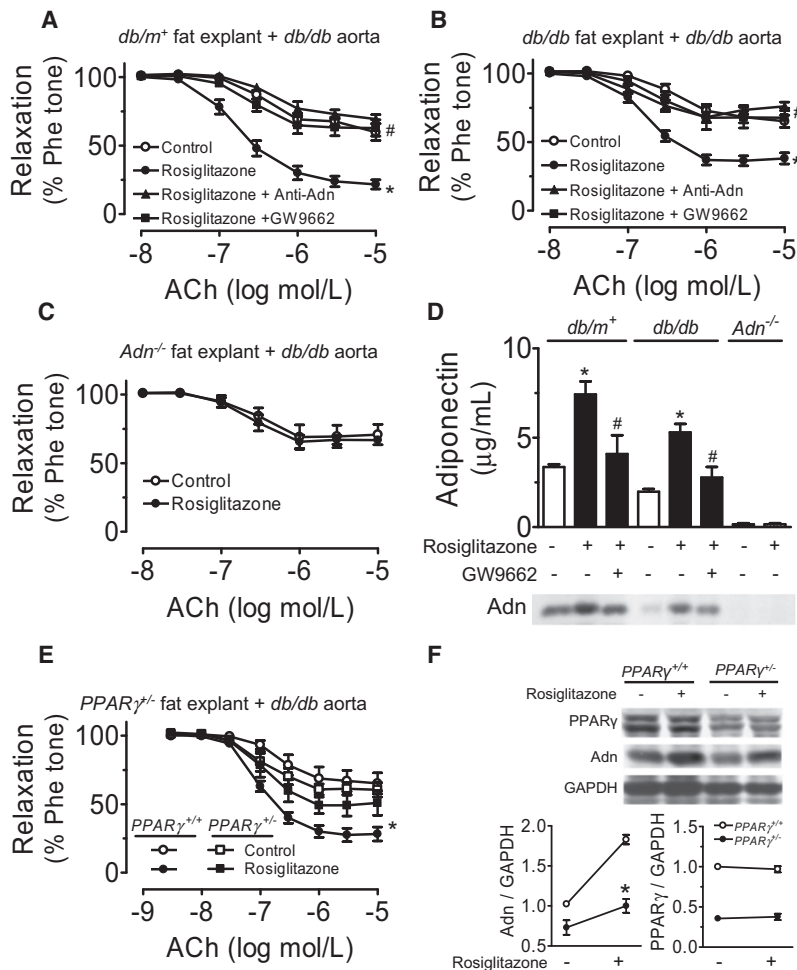 A
db/m+ fat explant + db/db aorta
Relaxation
(% Phe tone)
100
50
0
Control
Rosiglitazone
Rosiglitazone + Anti-Adn
Rosiglitazone +GW9662
#
*
-8 -7 -6 -5
ACh (log mol/L)
B
db/db fat explant + db/db aorta
Relaxation
(% Phe tone)
100
50
0
Control
Rosiglitazone
Rosiglitazone + Anti-Adn
Rosiglitazone + GW9662
#
*
-8 -7 -6 -5
ACh (log mol/L)
C
Adn-/- fat explant + db/db aorta
Relaxation
(% Phe tone)
100
50
0
Control
Rosiglitazone
-8 -7 -6 -5
ACh (log mol/L)
D
db/m+ db/db Adn-/-
Adiponectin
(μg/mL)
10
5
0
* # * #
Rosiglitazone - + + - + + - +
GW9662 - - + - - + - -
Adn
E
PPARγ+/- fat explant + db/db aorta
Relaxation
(% Phe tone)
100
50
0
PPARγ+/+ PPARγ+/-
Control
Rosiglitazone
*
-9 -8 -7 -6 -5
ACh (log mol/L)
F
PPARγ+/+ PPARγ+/-
Rosiglitazone - + - +
PPARγ
Adn
GAPDH
Adn / GAPDH
2.0
1.5
1.0
0.5
*
PPARγ / GAPDH
1.5
1.0
0.5
0.0
PPARγ+/+
PPARγ+/-
Rosiglitazone - + - +